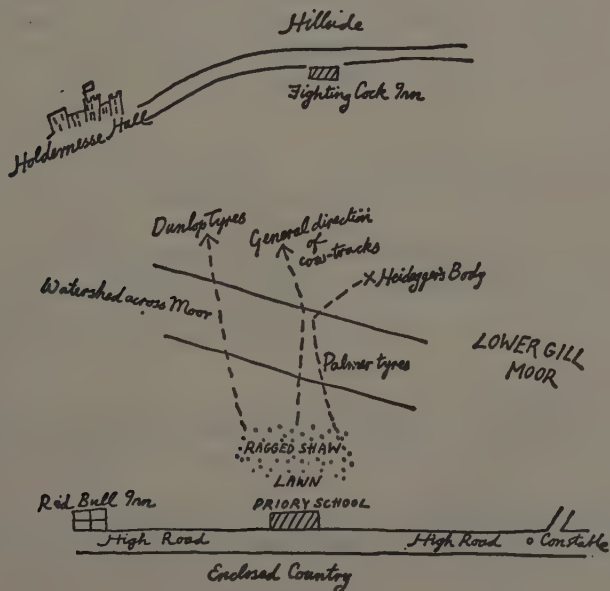 Hillside
Fighting Cock Inn
Holdernesse Hall
Dunlop Tyres
General direction
of
cow-tracks
X Heidegger's Body
Watershed across Moor
LOWER GILL
MOOR
Palmer tyres
RAGGED SHAW
LAWN
PRIORY SCHOOL
Red Bull Inn
High Road
High Road
Constable
Enclosed Country